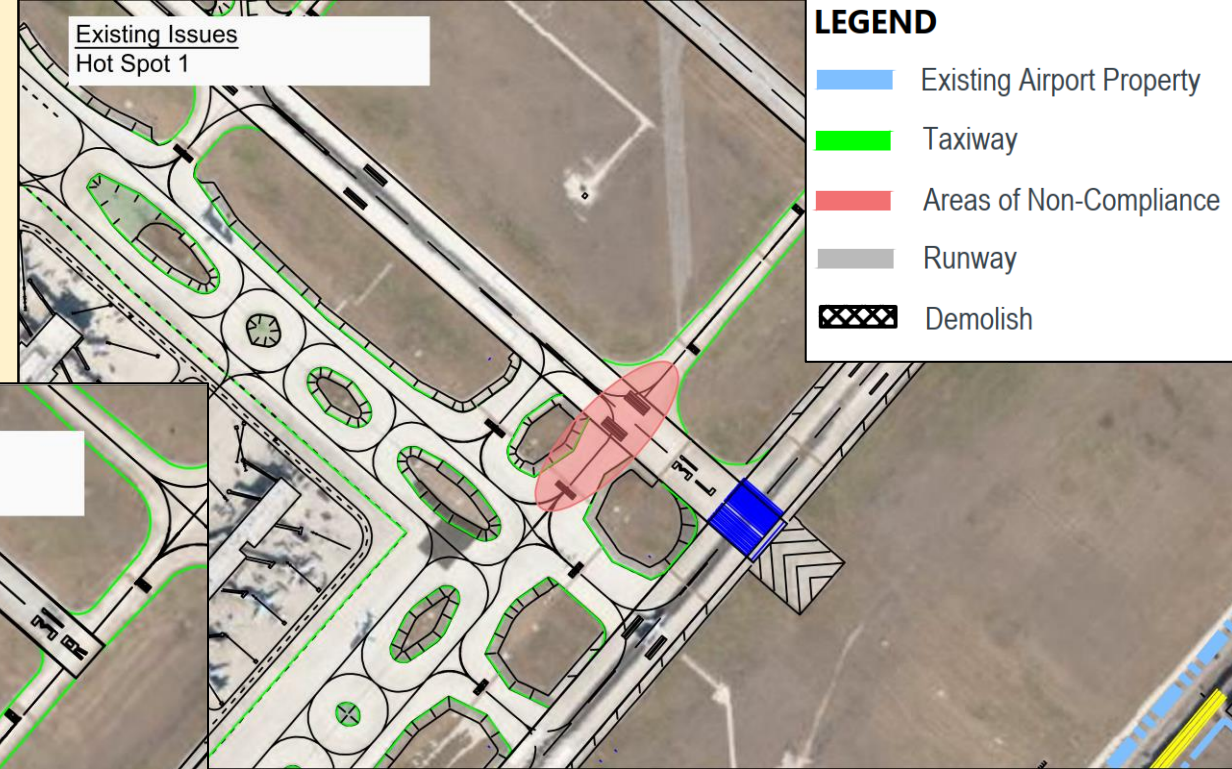 Existing Issues
Hot Spot 1
LEGEND
Existing Airport Property
Taxiway
Areas of Non-Compliance
Runway
Demolish